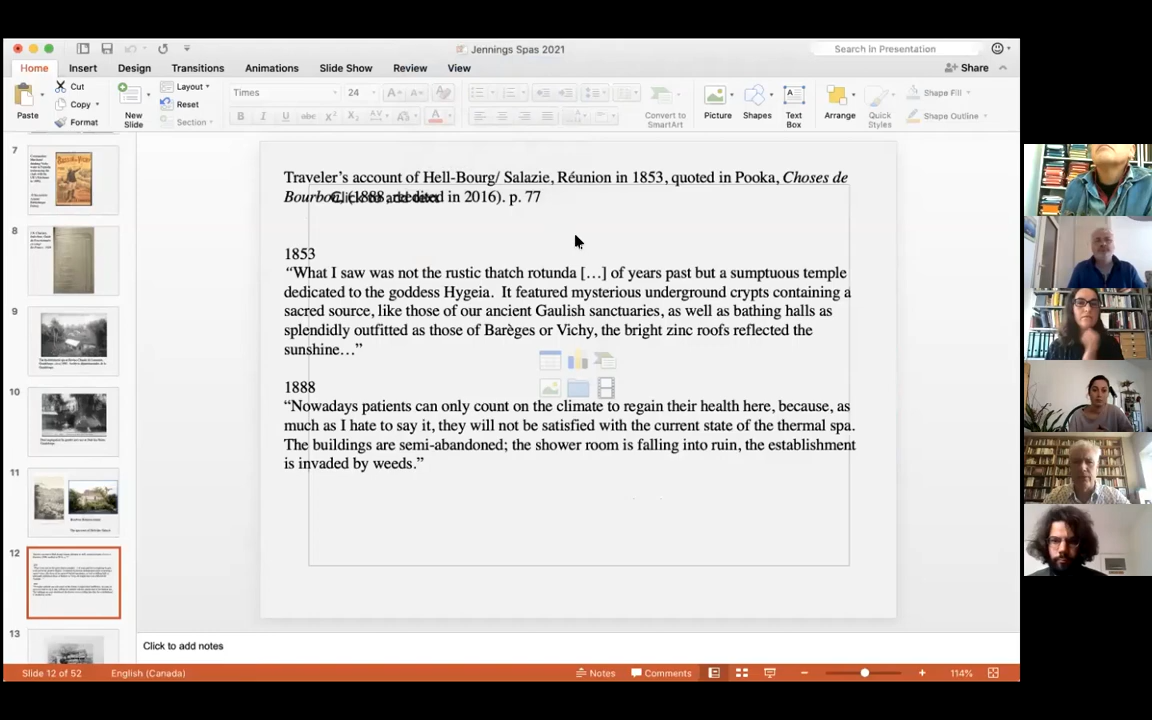 Jennings Spas 2021
Search in Presentation
Home Insert Design Transitions Animations Slide Show Review View
Share
Paste
Cut
Copy
Format
New Slide
Layout
Reset
Section
Times 24
Convert to SmartArt
Picture
Shapes
Text Box
Arrange
Quick Styles
Shape Fill
Shape Outline
7
8
9
10
11
12
13
Traveler's account of Hell-Bourg/ Salazie, Réunion in 1853, quoted in Pooka, Choses de
Bourbon, (1888, reedited in 2016). p. 77
Click to add text
1853
“What I saw was not the rustic thatch rotunda […] of years past but a sumptuous temple
dedicated to the goddess Hygeia. It featured mysterious underground crypts containing a
sacred source, like those of our ancient Gaulish sanctuaries, as well as bathing halls as
splendidly outfitted as those of Barèges or Vichy, the bright zinc roofs reflected the
sunshine…”
1888
“Nowadays patients can only count on the climate to regain their health here, because, as
much as I hate to say it, they will not be satisfied with the current state of the thermal spa.
The buildings are semi-abandoned; the shower room is falling into ruin, the establishment
is invaded by weeds.”
Click to add notes
Slide 12 of 52 English (Canada) Notes Comments 114%